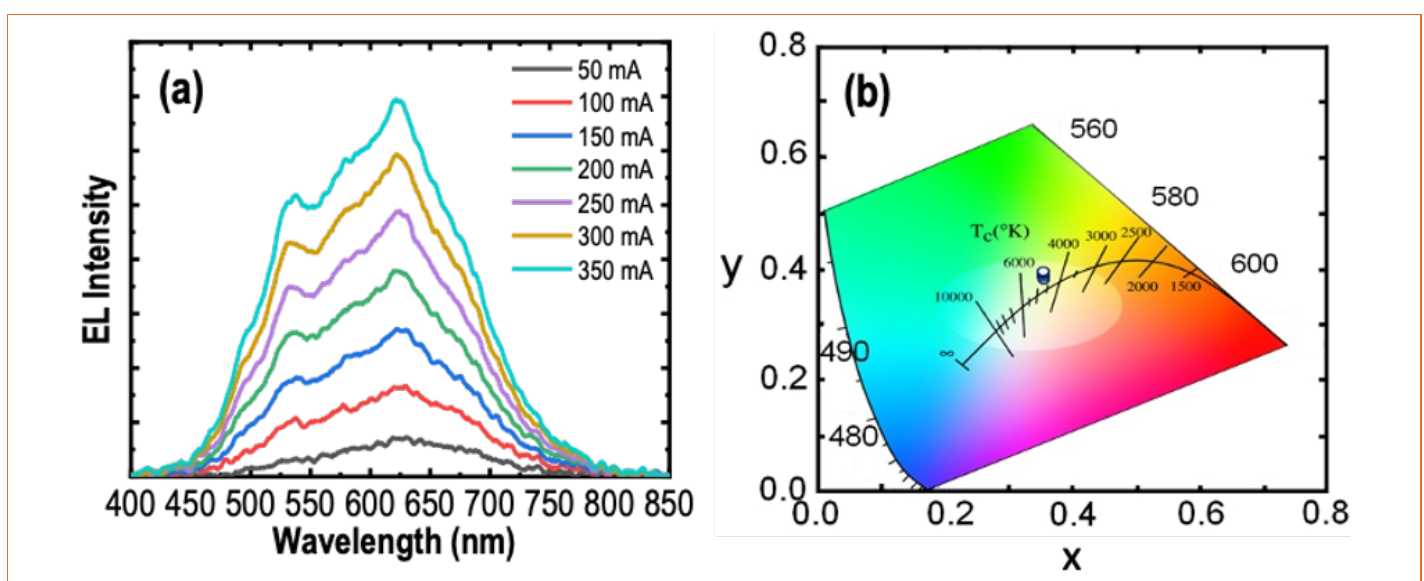 (a)
50 mA
100 mA
150 mA
200 mA
250 mA
300 mA
350 mA
EL Intensity
400 450 500 550 600 650 700 750 800 850
Wavelength (nm)
(b)
0.8
0.6
0.4
0.2
0.0
y
560
580
600
490
480
Tc(°K)
10000
6000
4000
3000
2500
2000
1500
∞
0.0 0.2 0.4 0.6 0.8
x